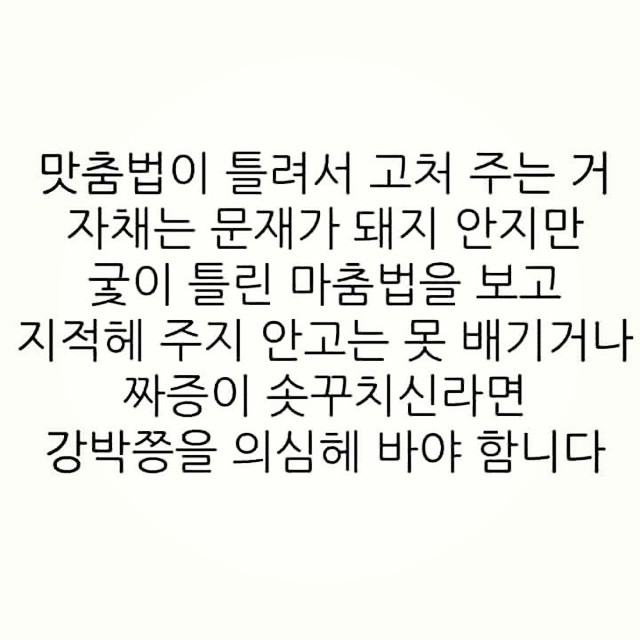 맛춤법이 틀려서 고처 주는 거
자채는 문재가 돼지 안지만
궃이 틀린 마춤법을 보고
지적헤 주지 안고는 못 배기거나
짜증이 솟꾸치신라면
강박쯩을 의심헤 바야 함니다